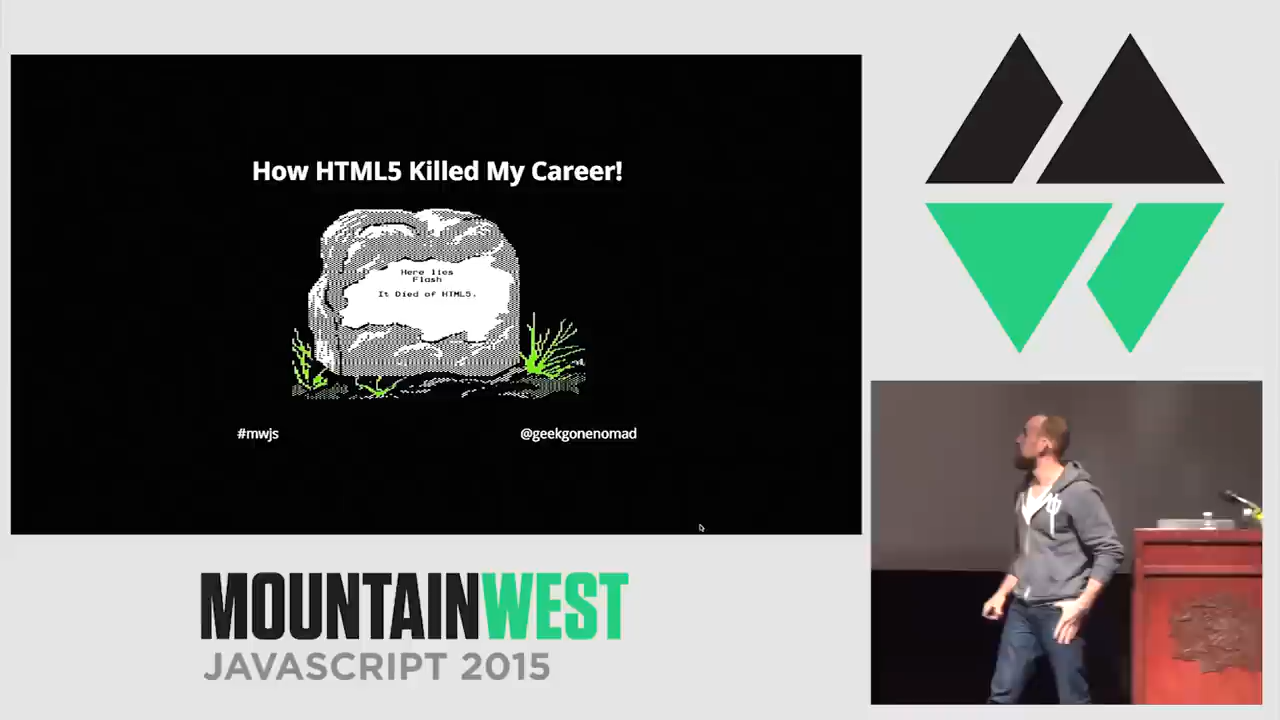 How HTML5 Killed My Career!
Here lies
Flash
It Died of HTML5.
#mwjs
@geekgonenomad
MOUNTAINWEST
JAVASCRIPT 2015